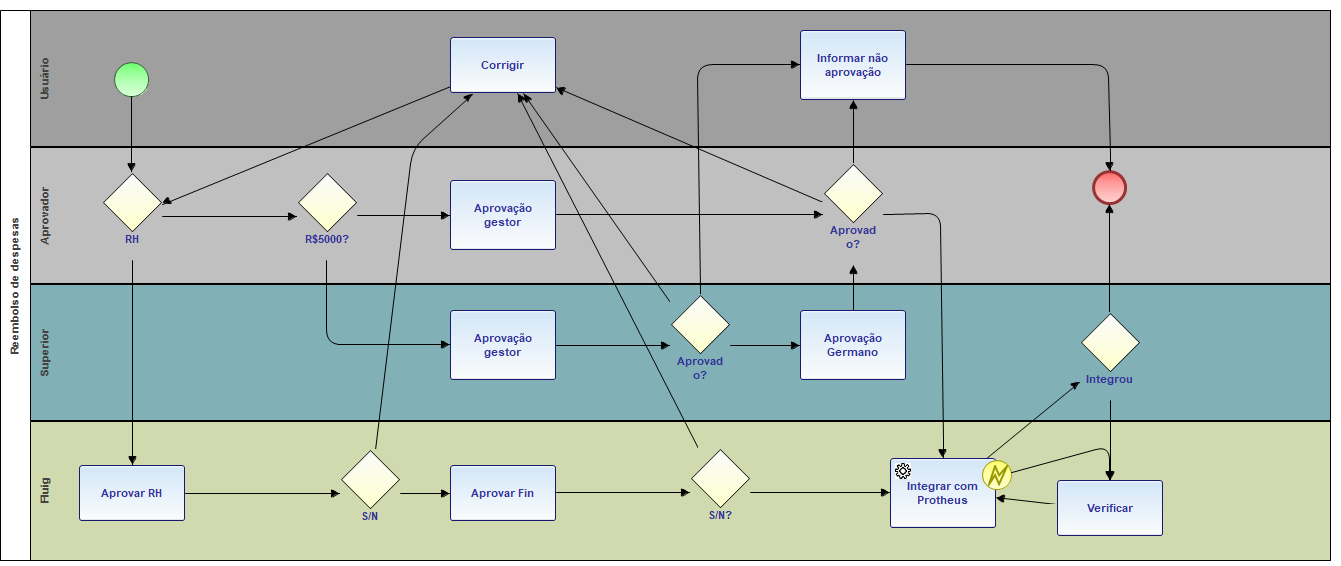 Reembolso de despesas
Usuário
Corrigir
Informar não
aprovação
Aprovador
RH
R$5000?
Aprovação
gestor
Aprovad
o?
Superior
Aprovação
gestor
Aprovad
o?
Aprovação
Germano
Integrou
Fluig
Aprovar RH
S/N
Aprovar Fin
S/N?
Integrar com
Protheus
Verificar